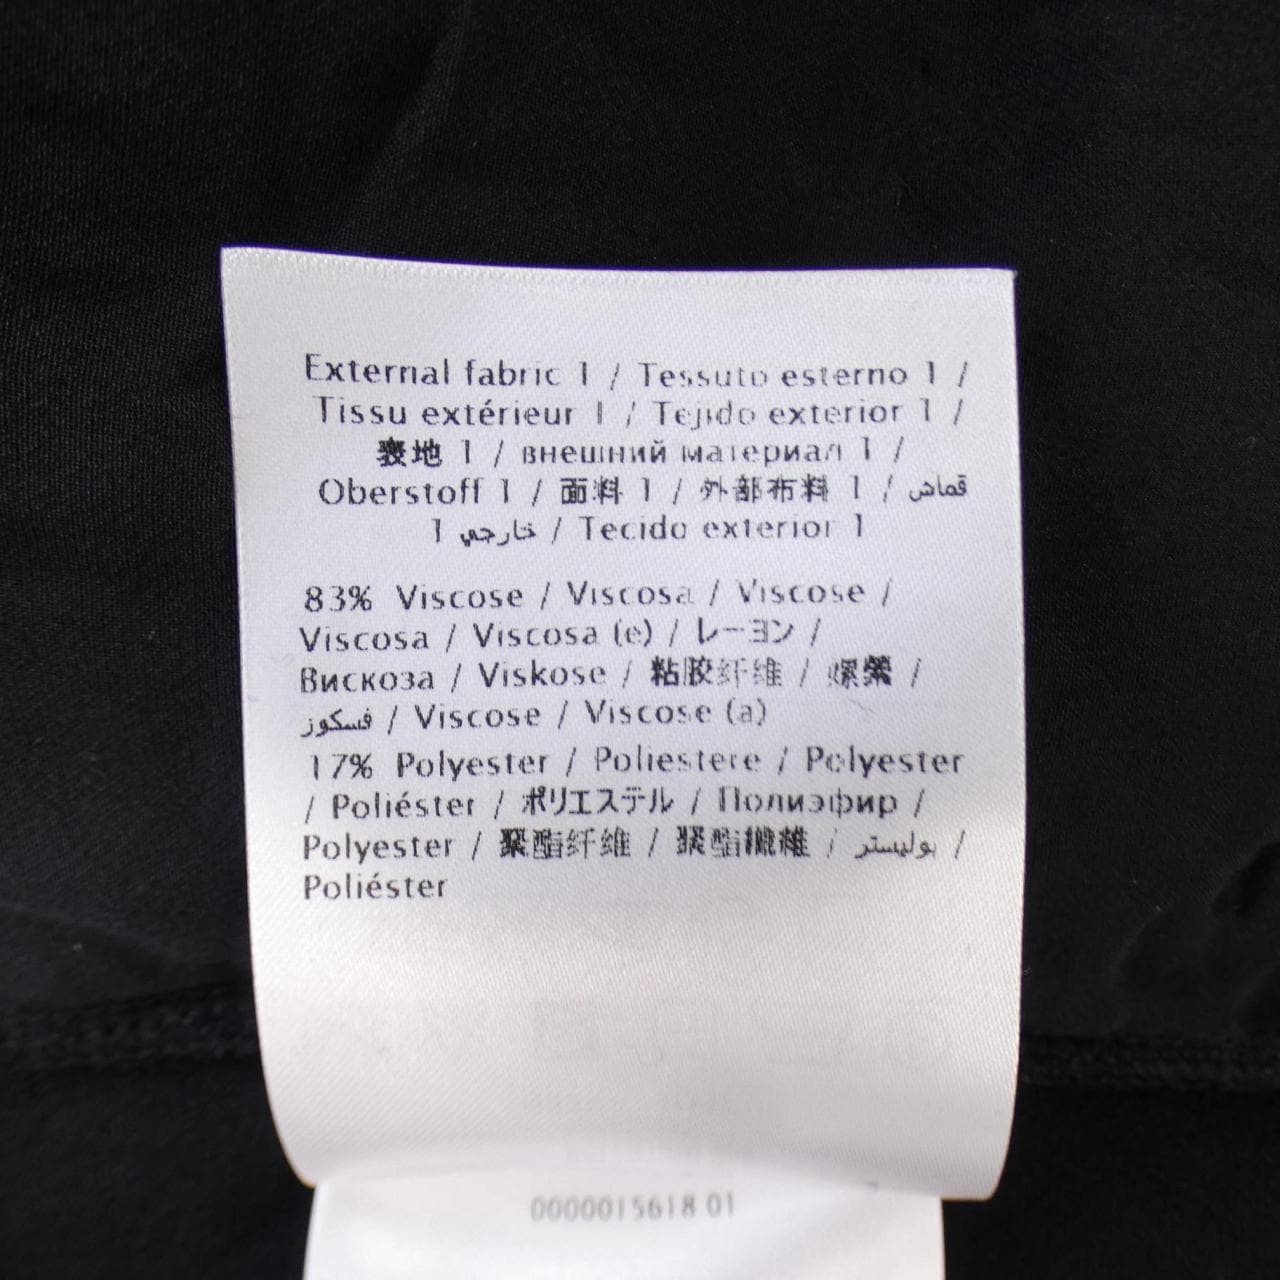 External fabric 1 / Tessuto esterno 1 /
Tissu extérieur 1 / Tejido exterior 1 /
表地 1 / внешний материал 1 /
Oberstoff 1 / 面料 1 / 外部布料 1 / قماش
خارجي 1 / Tecido exterior 1
83% Viscose / Viscosa / Viscose /
Viscosa / Viscosa (e) / レーヨン /
Вискоза / Viskose / 粘胶纤维 / 嫘縈 /
فسكوز / Viscose / Viscose (a)
17% Polyester / Poliestere / Polyester
/ Poliéster / ポリエステル / Полиэфир /
Polyester / 聚酯纤维 / 聚酯纖維 / بوليستر /
Poliéster
0000015618 01